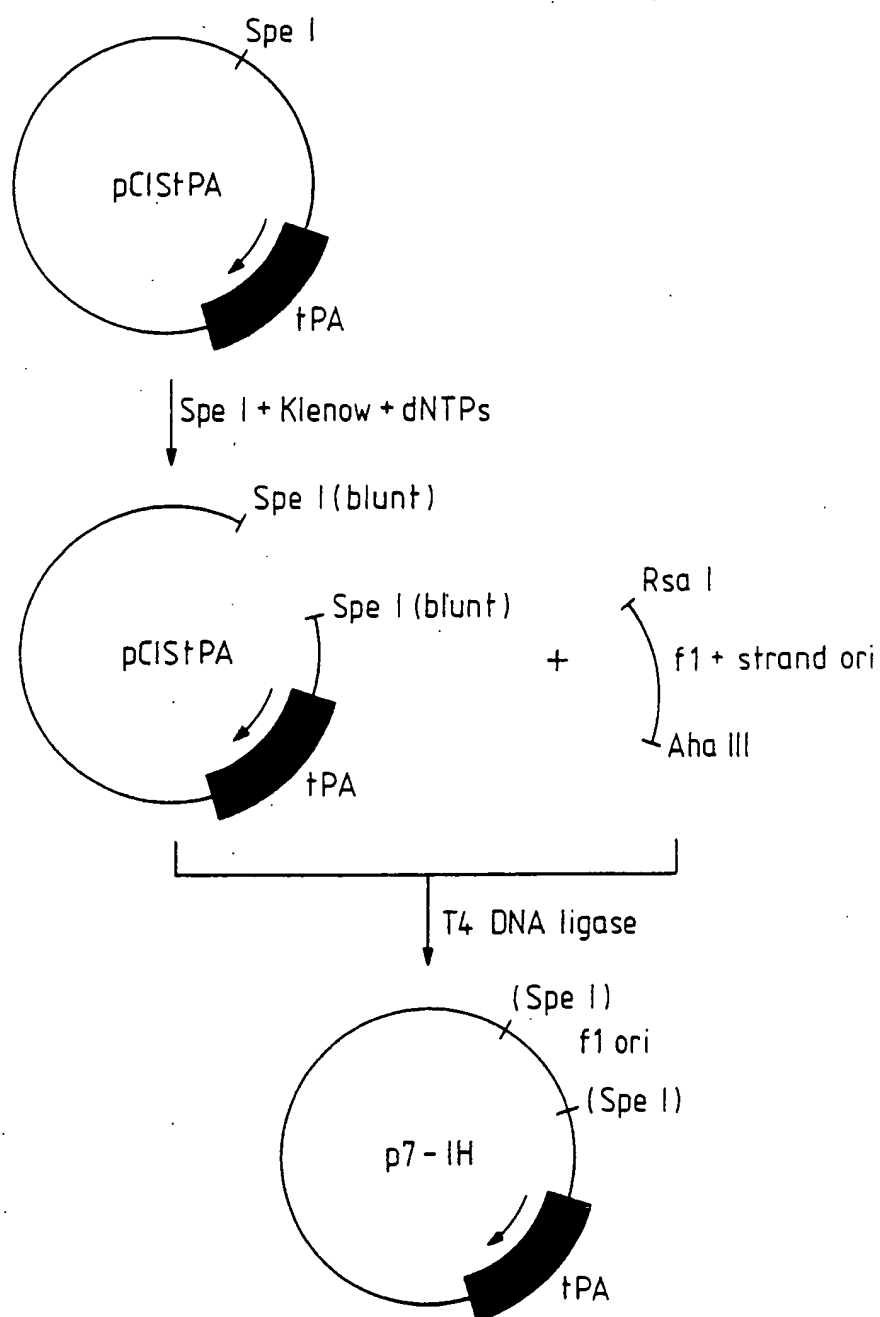 Spe I
pCIStPA
tPA
Spe I + Klenow + dNTPs
Spe I (blunt)
Spe I (blunt)
pCIStPA
tPA
+
Rsa I
f1 + strand ori
Aha III
T4 DNA ligase
(Spe I)
f1 ori
(Spe I)
p7-IH
tPA